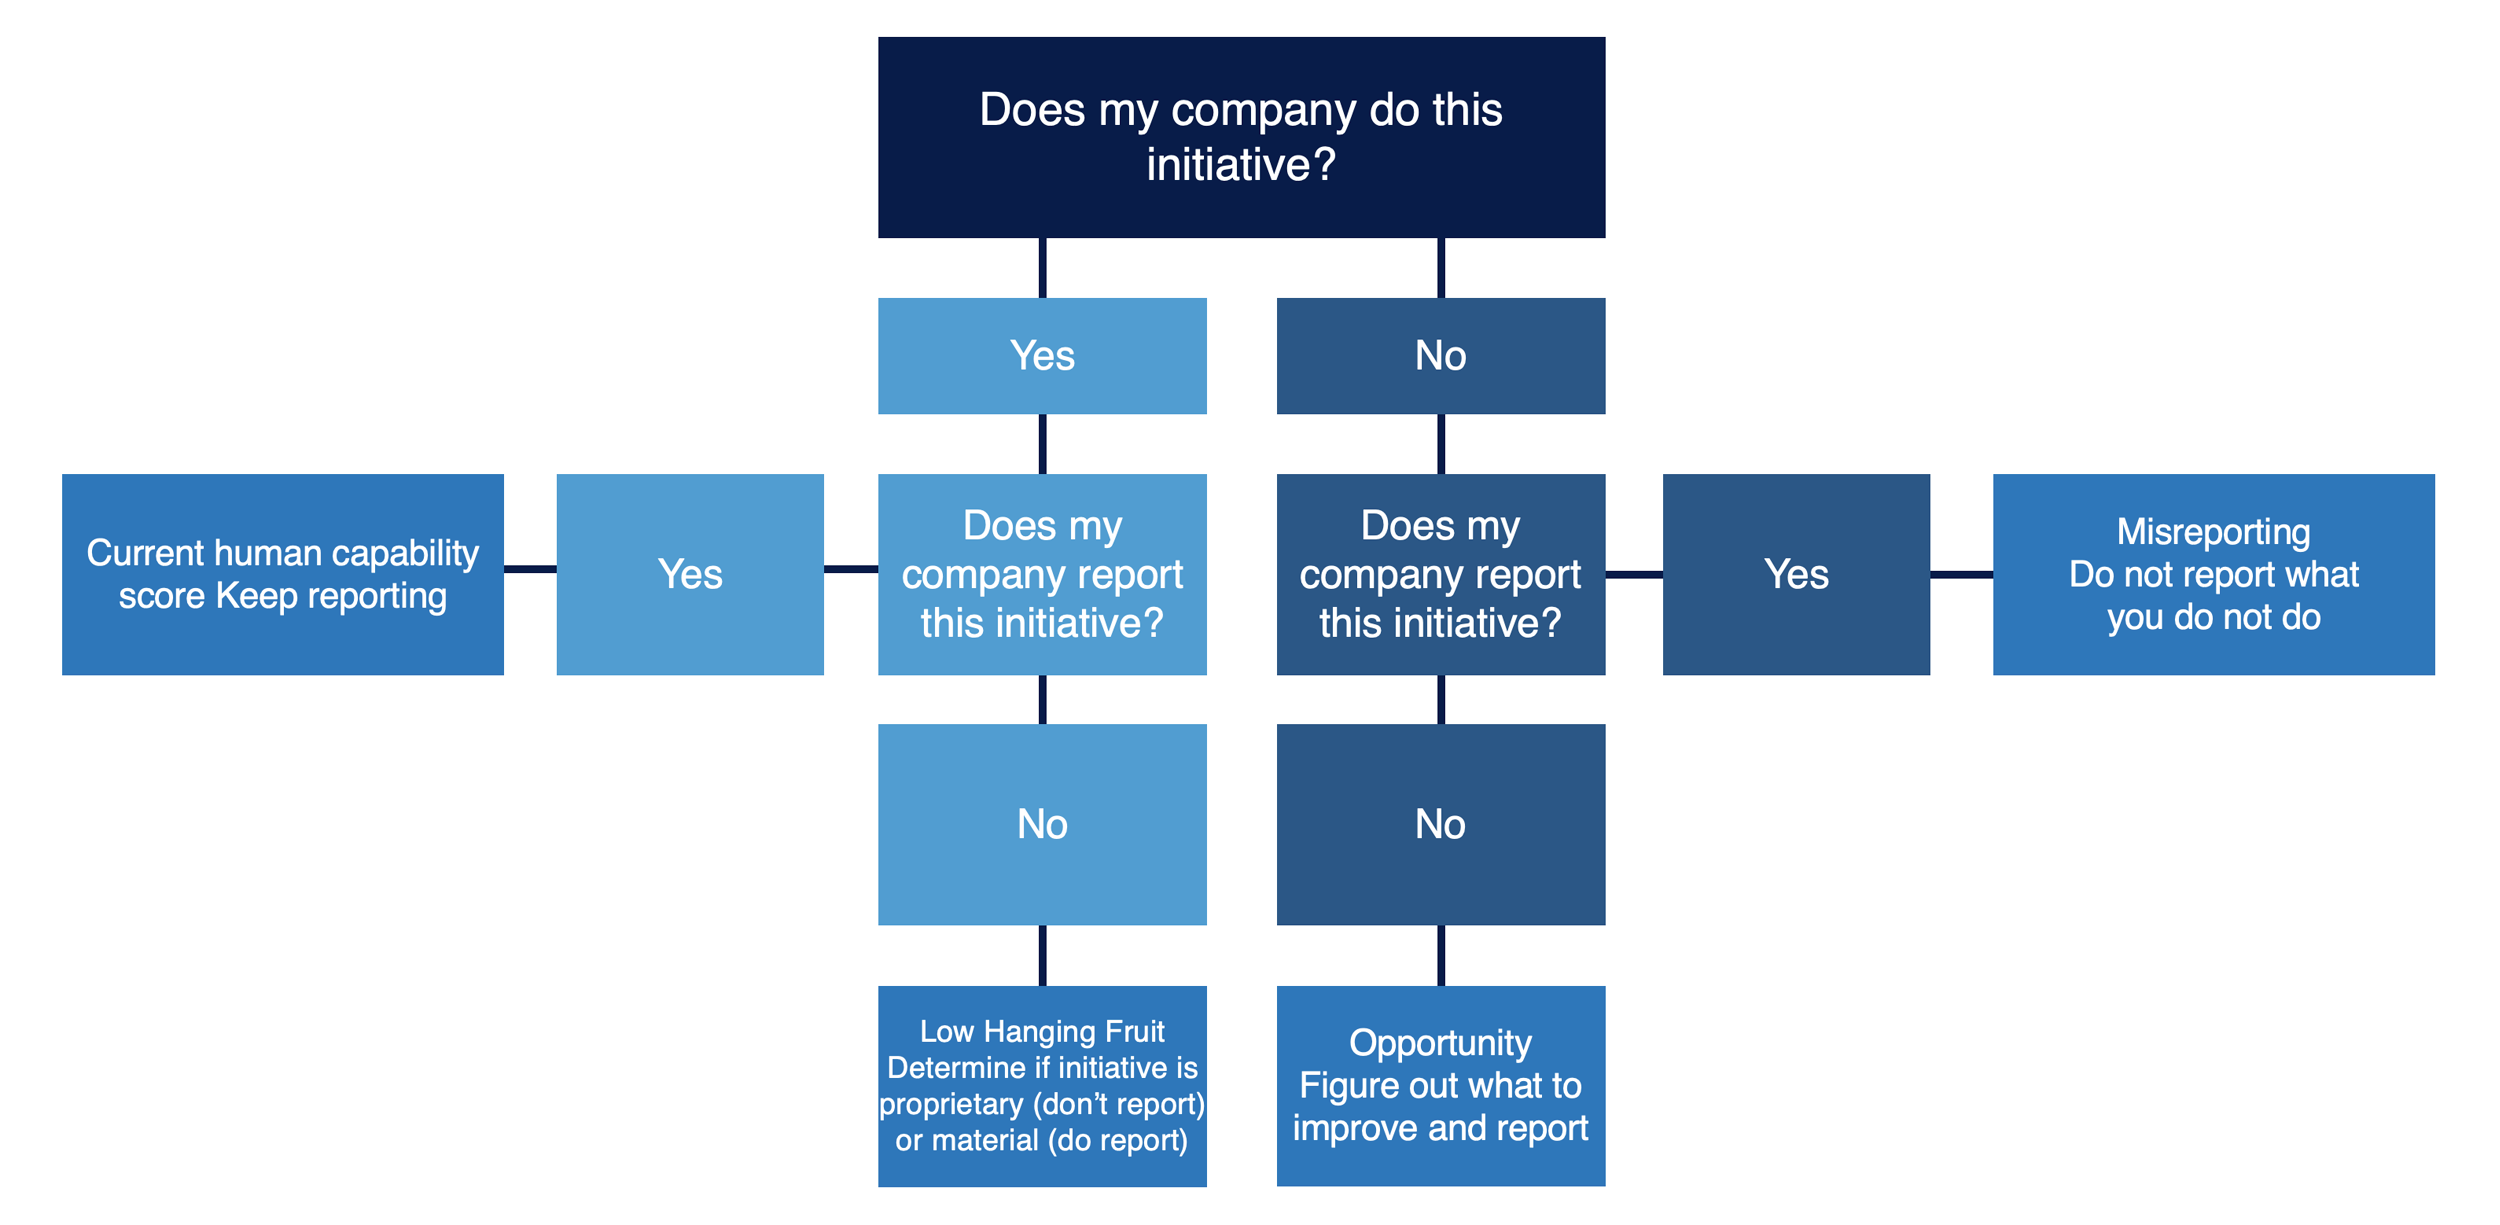 Does my company do this
initiative?
Yes
No
Current human capability
score Keep reporting
Yes
Does my
company report
this initiative?
Does my
company report
this initiative?
Yes
Misreporting
Do not report what
you do not do
No
No
Low Hanging Fruit
Determine if initiative is
proprietary (don’t report)
or material (do report)
Opportunity
Figure out what to
improve and report